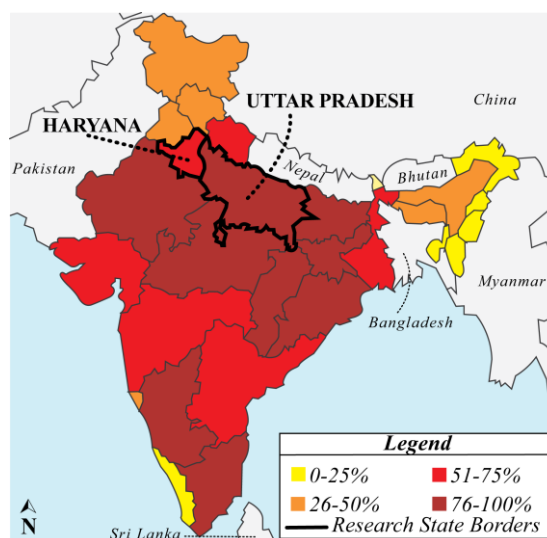 UTTAR PRADESH
China
HARYANA
Pakistan
Nepal
Bhutan
Myanmar
Bangladesh
Legend
0-25%
51-75%
26-50%
76-100%
Research State Borders
N
Sri Lanka